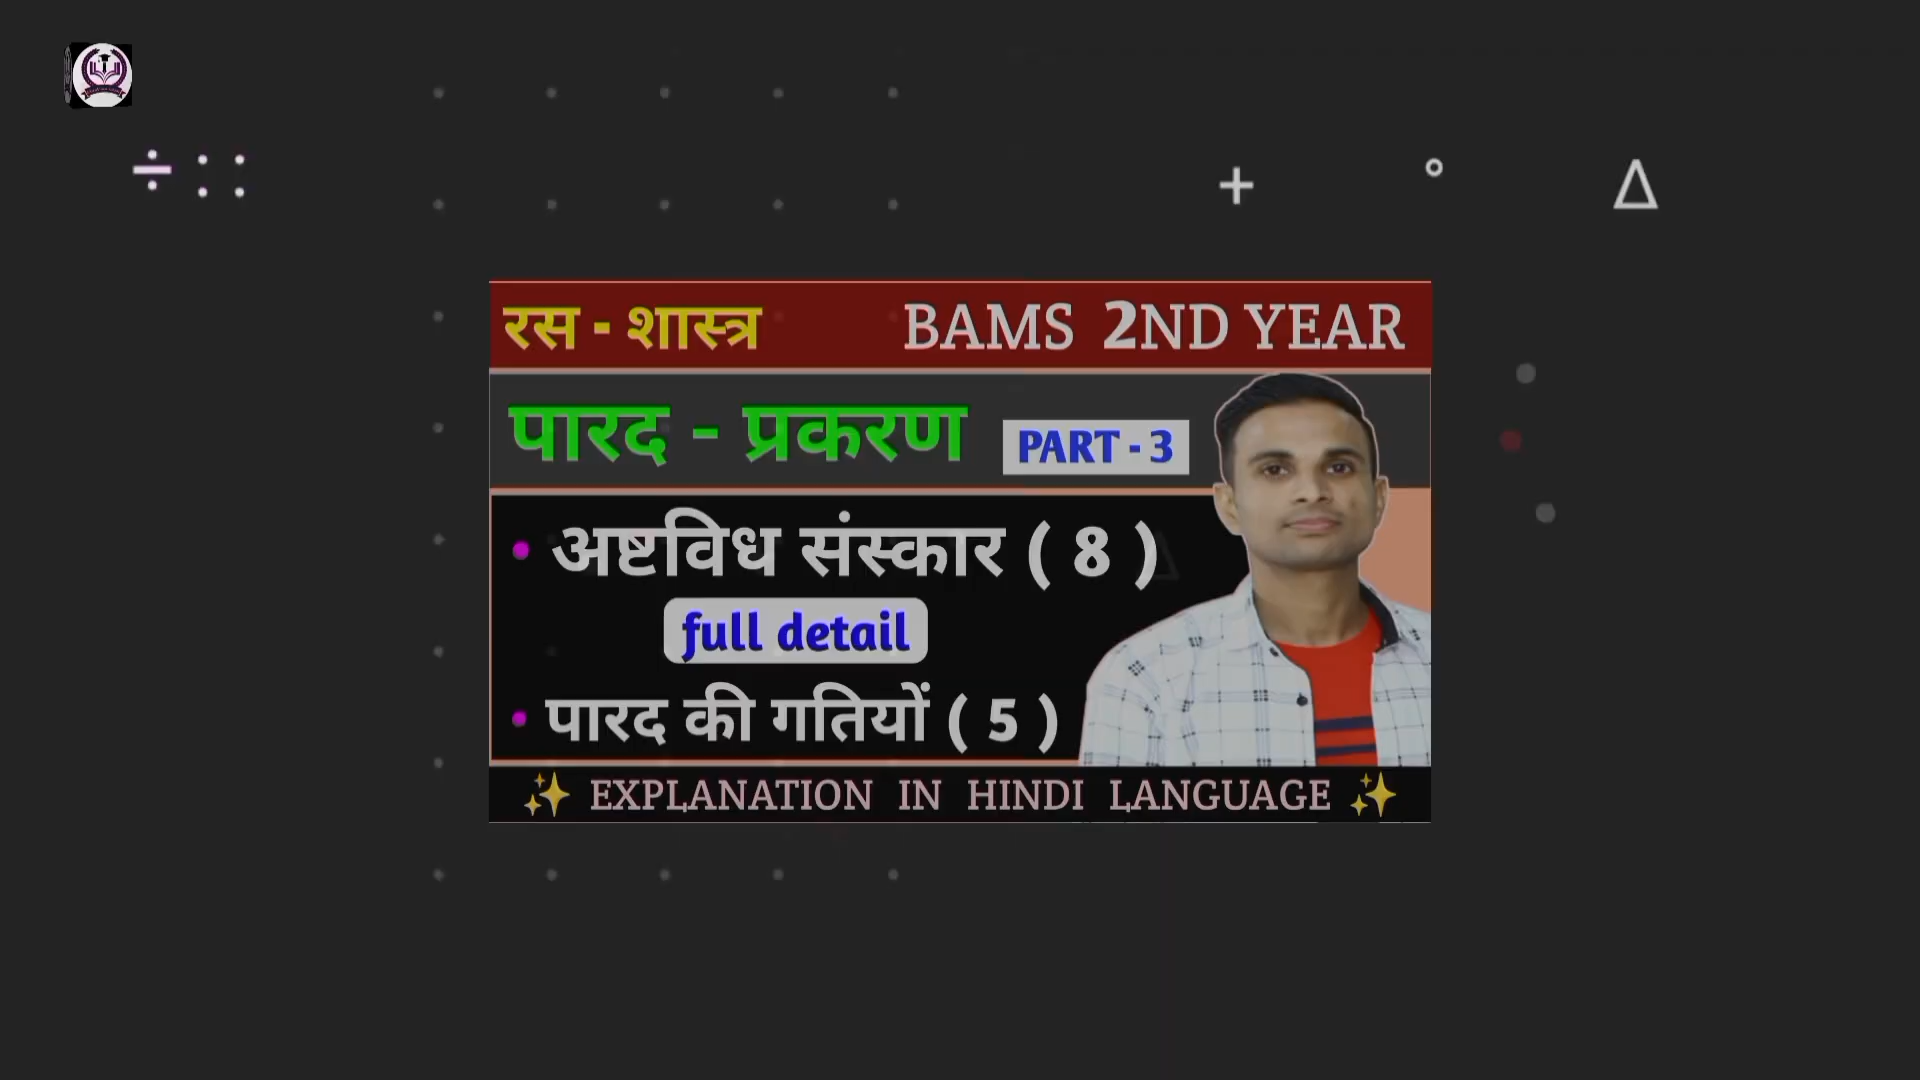 रस - शास्त्र BAMS 2ND YEAR
पारद - प्रकरण PART - 3
• अष्टविध संस्कार ( 8 )
full detail
• पारद की गतियों ( 5 )
✨ EXPLANATION IN HINDI LANGUAGE ✨